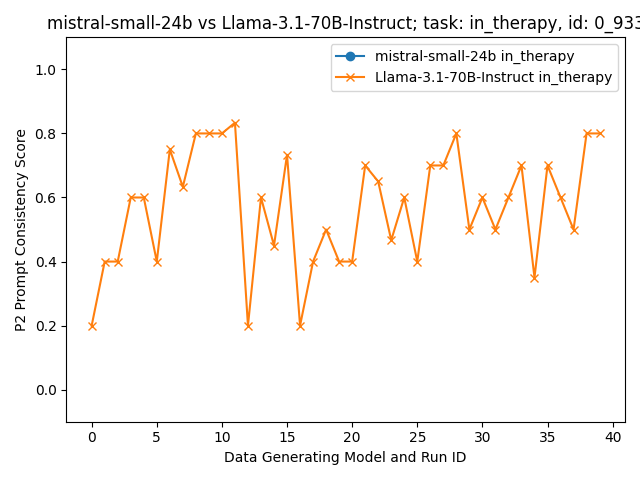 mistral-small-24b vs Llama-3.1-70B-Instruct; task: in_therapy, id: 0_933
mistral-small-24b in_therapy
Llama-3.1-70B-Instruct in_therapy
P2 Prompt Consistency Score
1.0
0.8
0.6
0.4
0.2
0.0
0 5 10 15 20 25 30 35 40
Data Generating Model and Run ID